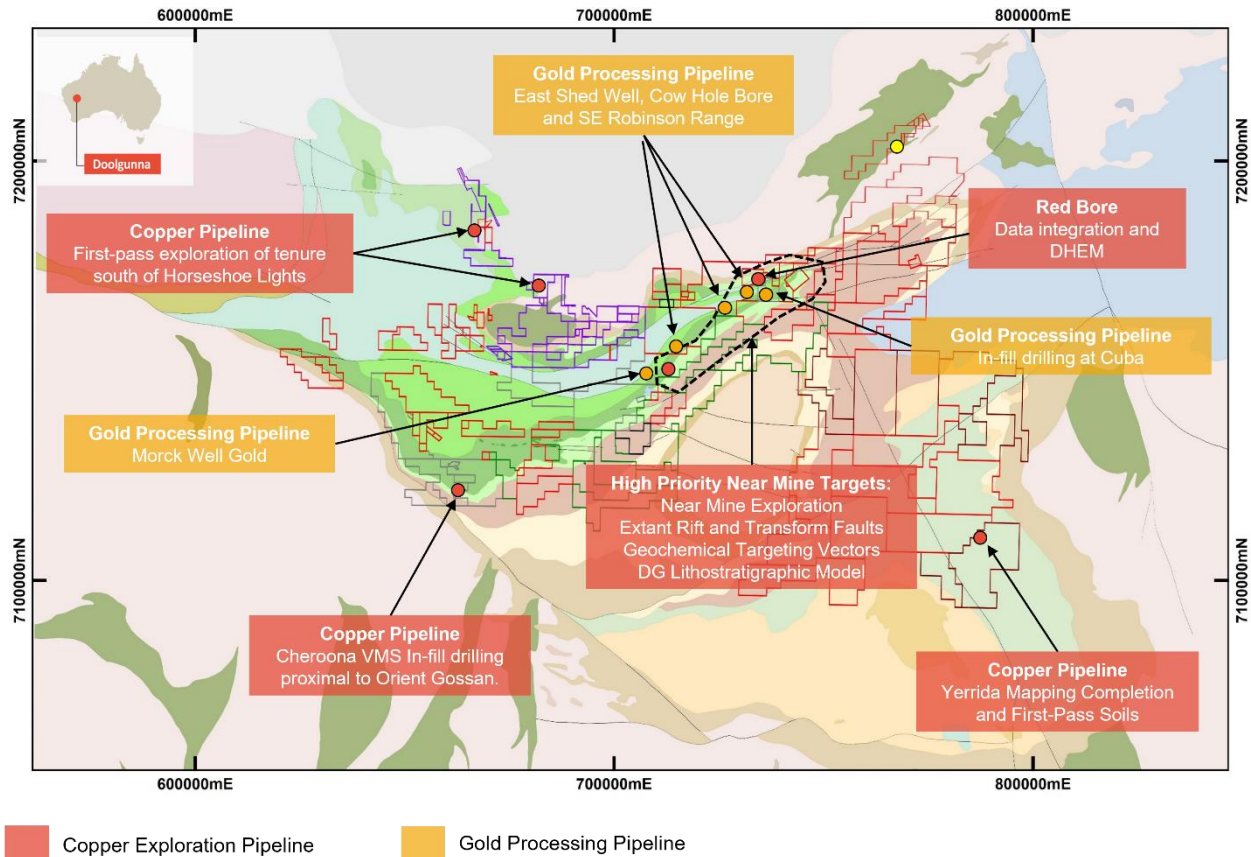 600000mE
700000mE
800000mE
7200000mN
7200000mN
Doolgunna
Gold Processing Pipeline
East Shed Well, Cow Hole Bore
and SE Robinson Range
Copper Pipeline
First-pass exploration of tenure
south of Horseshoe Lights
Red Bore
Data integration and
DHEM
Gold Processing Pipeline
In-fill drilling at Cuba
Gold Processing Pipeline
Morck Well Gold
High Priority Near Mine Targets:
Near Mine Exploration
Extant Rift and Transform Faults
Geochemical Targeting Vectors
DG Lithostratigraphic Model
7100000mN
7100000mN
Copper Pipeline
Cheroona VMS In-fill drilling
proximal to Orient Gossan.
Copper Pipeline
Yerrida Mapping Completion
and First-Pass Soils
600000mE
700000mE
800000mE
Copper Exploration Pipeline
Gold Processing Pipeline